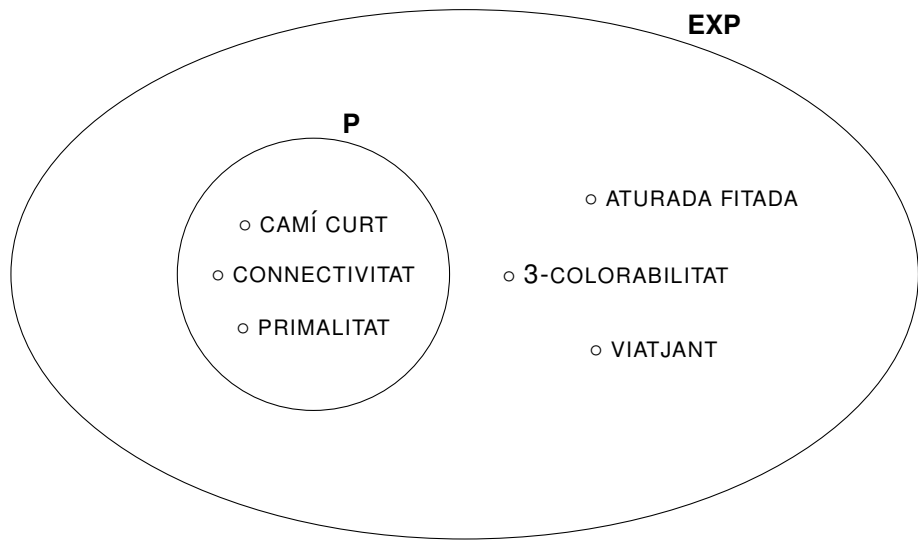 EXP
P
ATURADA FITADA
CAMÍ CURT
CONNECTIVITAT
3-COLORABILITAT
PRIMALITAT
VIATJANT